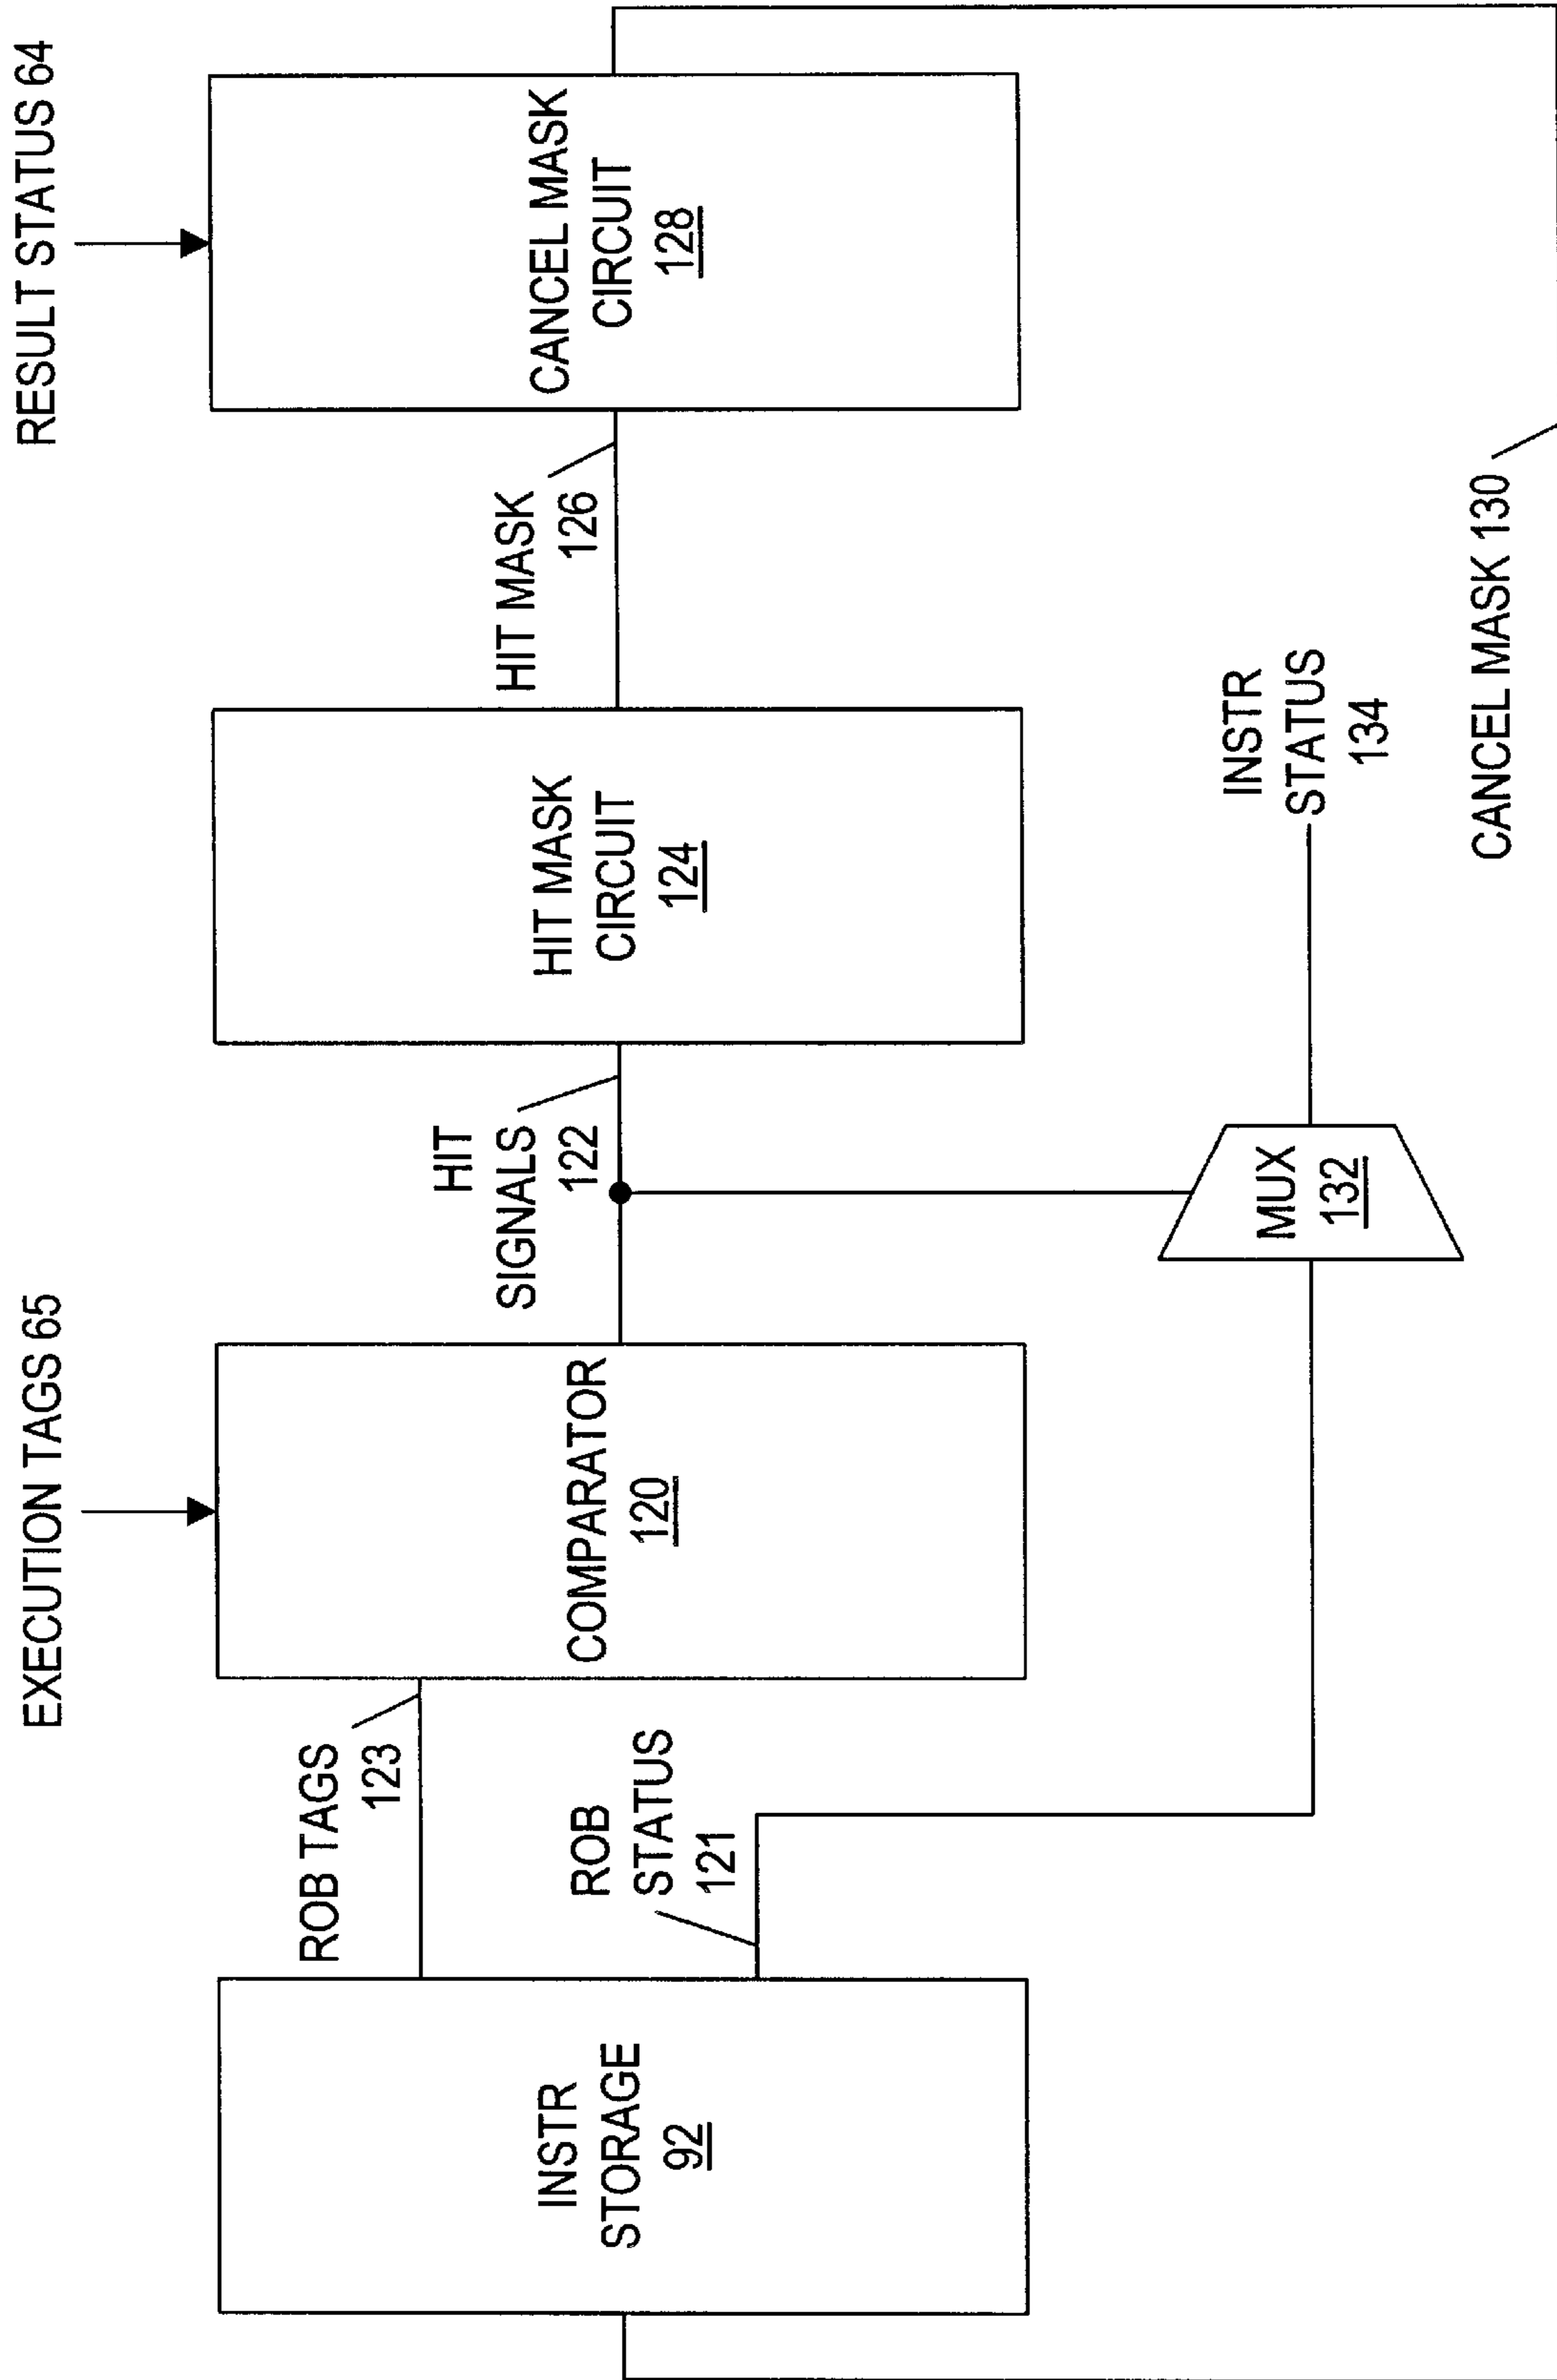 EXECUTION TAGS 65
RESULT STATUS 64
ROB TAGS
123
ROB
STATUS
121
INSTR
STORAGE
92
COMPARATOR
120
HIT
SIGNALS
122
HIT MASK
CIRCUIT
124
HIT MASK
126
CANCEL MASK
CIRCUIT
128
MUX
132
INSTR
STATUS
134
CANCEL MASK 130